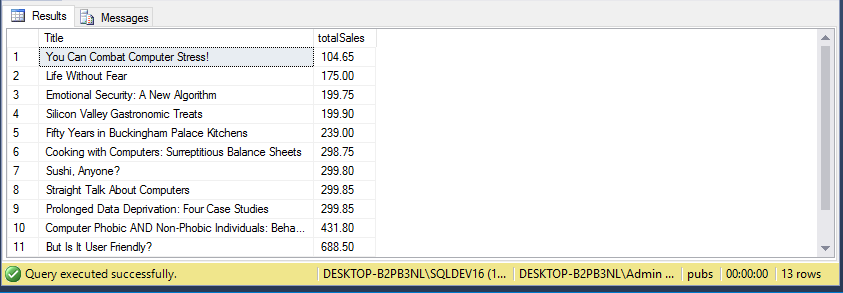 Results Messages
Title totalSales
1 You Can Combat Computer Stress! 104.65
2 Life Without Fear 175.00
3 Emotional Security: A New Algorithm 199.75
4 Silicon Valley Gastronomic Treats 199.90
5 Fifty Years in Buckingham Palace Kitchens 239.00
6 Cooking with Computers: Surreptitious Balance Sheets 298.75
7 Sushi, Anyone? 299.80
8 Straight Talk About Computers 299.85
9 Prolonged Data Deprivation: Four Case Studies 299.85
10 Computer Phobic AND Non-Phobic Individuals: Beha... 431.80
11 But Is It User Friendly? 688.50
Query executed successfully. DESKTOP-B2PB3NL\SQLDEV16 (1... DESKTOP-B2PB3NL\Admin ... pubs 00:00:00 13 rows